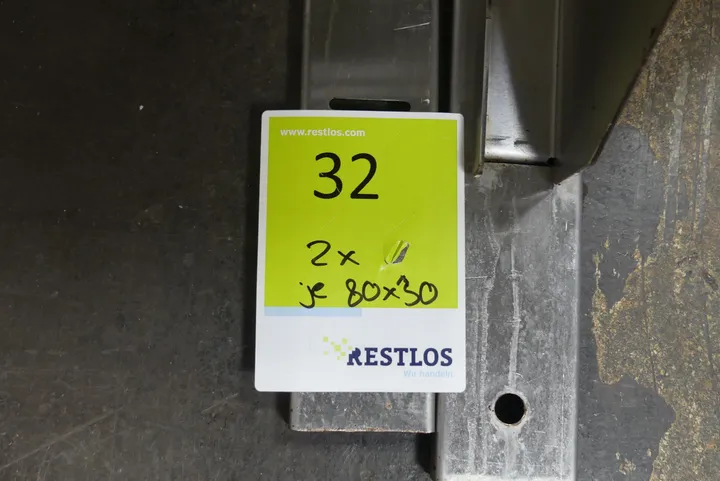 www.restlos.com
32
2x
je 80x30
RESTLOS
Wir handeln